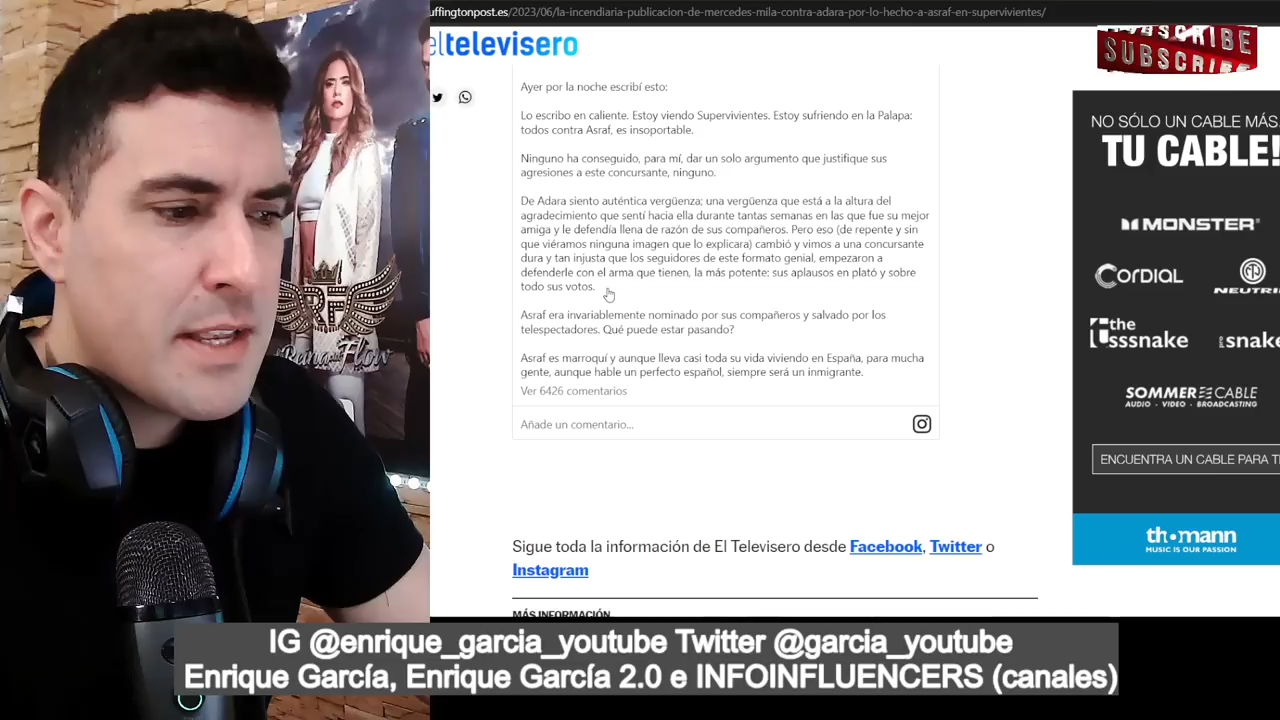 uffingtonpost.es/2023/06/la-incendiaria-publicacion-de-mercedes-mila-contra-adara-por-lo-hecho-a-asraf-en-supervivientes/
eltelevisero
SUBSCRIBE
Ayer por la noche escribí esto:
Lo escribo en caliente. Estoy viendo Supervivientes. Estoy sufriendo en la Palapa:
todos contra Asraf, es insoportable.
Ninguno ha conseguido, para mí, dar un solo argumento que justifique sus
agresiones a este concursante, ninguno.
De Adara siento auténtica vergüenza; una vergüenza que está a la altura del
agradecimiento que sentí hacia ella durante tantas semanas en las que fue su mejor
amiga y le defendía llena de razón de sus compañeros. Pero eso (de repente y sin
que viéramos ninguna imagen que lo explicara) cambió y vimos a una concursante
dura y tan injusta que los seguidores de este formato genial, empezaron a
defenderle con el arma que tienen, la más potente: sus aplausos en plató y sobre
todo sus votos.
Asraf era invariablemente nominado por sus compañeros y salvado por los
telespectadores. Qué puede estar pasando?
Asraf es marroquí y aunque lleva casi toda su vida viviendo en España, para mucha
gente, aunque hable un perfecto español, siempre será un inmigrante.
Ver 6426 comentarios
Añade un comentario...
Sigue toda la información de El Televisero desde Facebook, Twitter o
Instagram
MÁS INFORMACIÓN
NO SÓLO UN CABLE MÁS,
TU CABLE!
MONSTER
CORDIAL
NEUTRI
the
sssnake
pro snake
SOMMER CABLE
AUDIO · VIDEO · BROADCASTING
ENCUENTRA UN CABLE PARA T
th·mann
MUSIC IS OUR PASSION
RF
Runa Flow
IG @enrique_garcia_youtube Twitter @garcia_youtube
Enrique García, Enrique García 2.0 e INFOINFLUENCERS (canales)